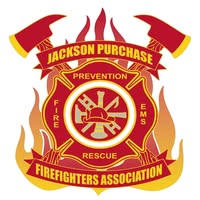 JACKSON PURCHASE
PREVENTION
FIRE
EMS
RESCUE
FIREFIGHTERS ASSOCIATION